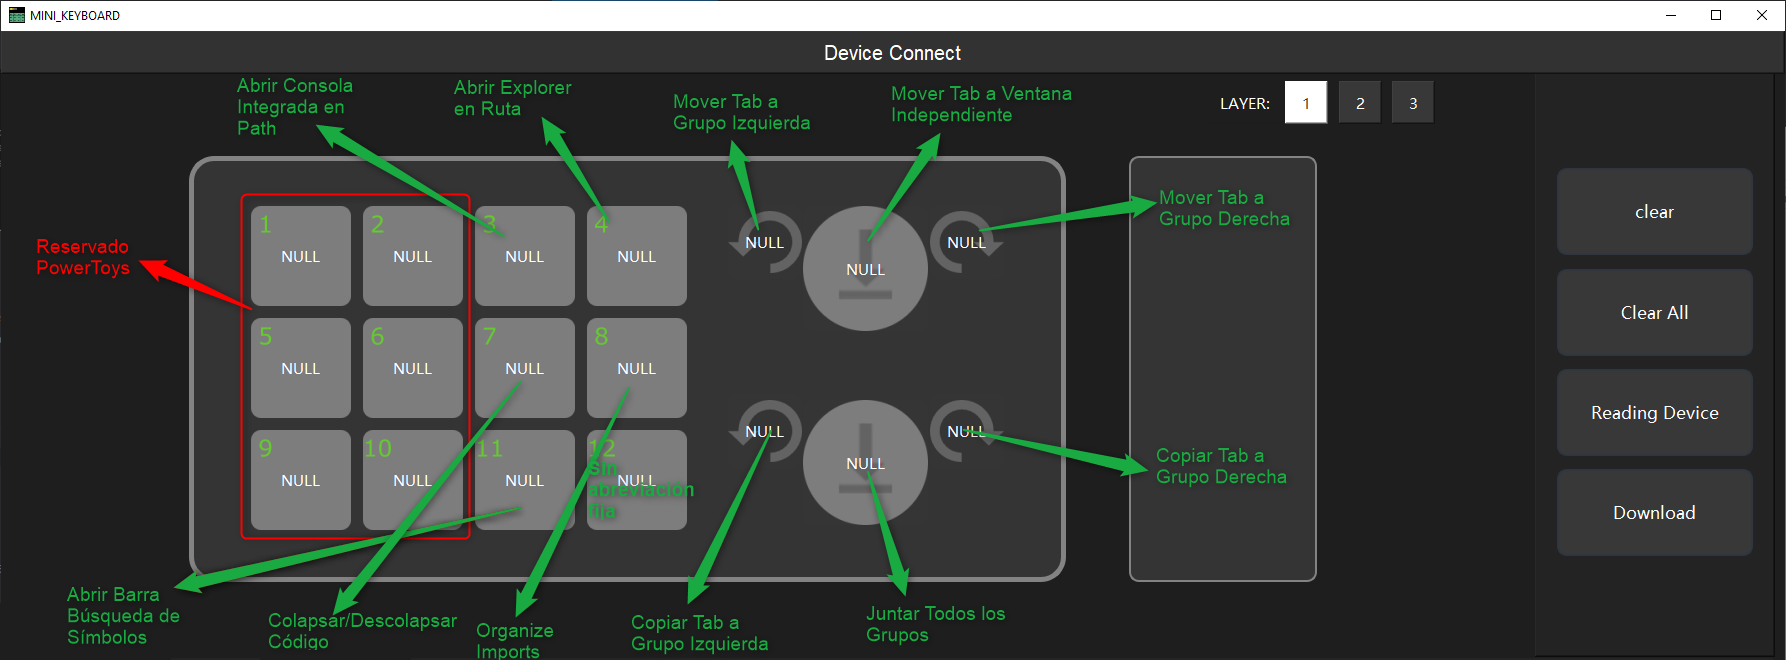 MINI_KEYBOARD
Device Connect
Abrir Consola
Integrada en
Path
Abrir Explorer
en Ruta
Mover Tab a
Grupo Izquierda
Mover Tab a Ventana
Independiente
LAYER:
1
2
3
Mover Tab a
Grupo Derecha
Reservado
PowerToys
1
NULL
2
NULL
3
NULL
4
NULL
NULL
NULL
NULL
5
NULL
6
NULL
7
NULL
8
NULL
9
NULL
10
NULL
11
NULL
12
NULL
Sin
abreviación
fija
NULL
NULL
NULL
Copiar Tab a
Grupo Derecha
clear
Clear All
Reading Device
Download
Abrir Barra
Búsqueda de
Símbolos
Colapsar/Descolapsar
Código
Organize
Imports
Copiar Tab a
Grupo Izquierda
Juntar Todos los
Grupos